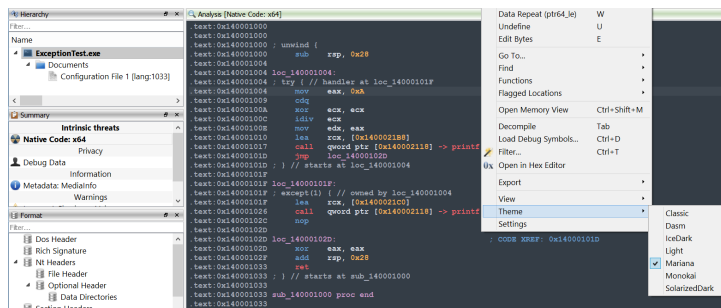 Hierarchy
Filter...
Name
ExceptionTest.exe
Documents
Configuration File 1 [lang:1033]
Summary
Intrinsic threats
Native Code: x64
Privacy
Debug Data
Information
Metadata: MediaInfo
Warnings
Format
Filter...
Dos Header
Rich Signature
Nt Headers
File Header
Optional Header
Data Directories
Analysis [Native Code: x64]
.text:0x140001000
.text:0x140001000
.text:0x140001000 ; unwind {
.text:0x140001000 sub rsp, 0x28
.text:0x140001004
.text:0x140001004 loc_140001004:
.text:0x140001004 ; try { // handler at loc_14000101F
.text:0x140001004 mov eax, 0xA
.text:0x140001009 cdq
.text:0x14000100A xor ecx, ecx
.text:0x14000100C idiv ecx
.text:0x14000100E mov edx, eax
.text:0x140001010 lea rcx, [0x1400021B8]
.text:0x140001017 call qword ptr [0x140002118] -> printf
.text:0x14000101D jmp loc_14000102D
.text:0x14000101F ; } // starts at loc_140001004
.text:0x14000101F
.text:0x14000101F loc_14000101F:
.text:0x14000101F ; except(1) { // owned by loc_140001004
.text:0x14000101F lea rcx, [0x1400021C0]
.text:0x140001026 call qword ptr [0x140002118] -> printf
.text:0x14000102C nop
.text:0x14000102D
.text:0x14000102D loc_14000102D: ; CODE XREF: 0x14000101D
.text:0x14000102D xor eax, eax
.text:0x14000102F add rsp, 0x28
.text:0x140001033 ret
.text:0x140001033 ; } // starts at sub_140001000
.text:0x140001033
.text:0x140001033 sub_140001000 proc end
.text:0x140001033
Data Repeat (ptr64_le) W
Undefine U
Edit Bytes E
Go To...
Find
Functions
Flagged Locations
Open Memory View Ctrl+Shift+M
Decompile Tab
Load Debug Symbols... Ctrl+D
Filter... Ctrl+T
0x Open in Hex Editor
Export
View
Theme
Settings
Classic
Dasm
IceDark
Light
Mariana
Monokai
SolarizedDark